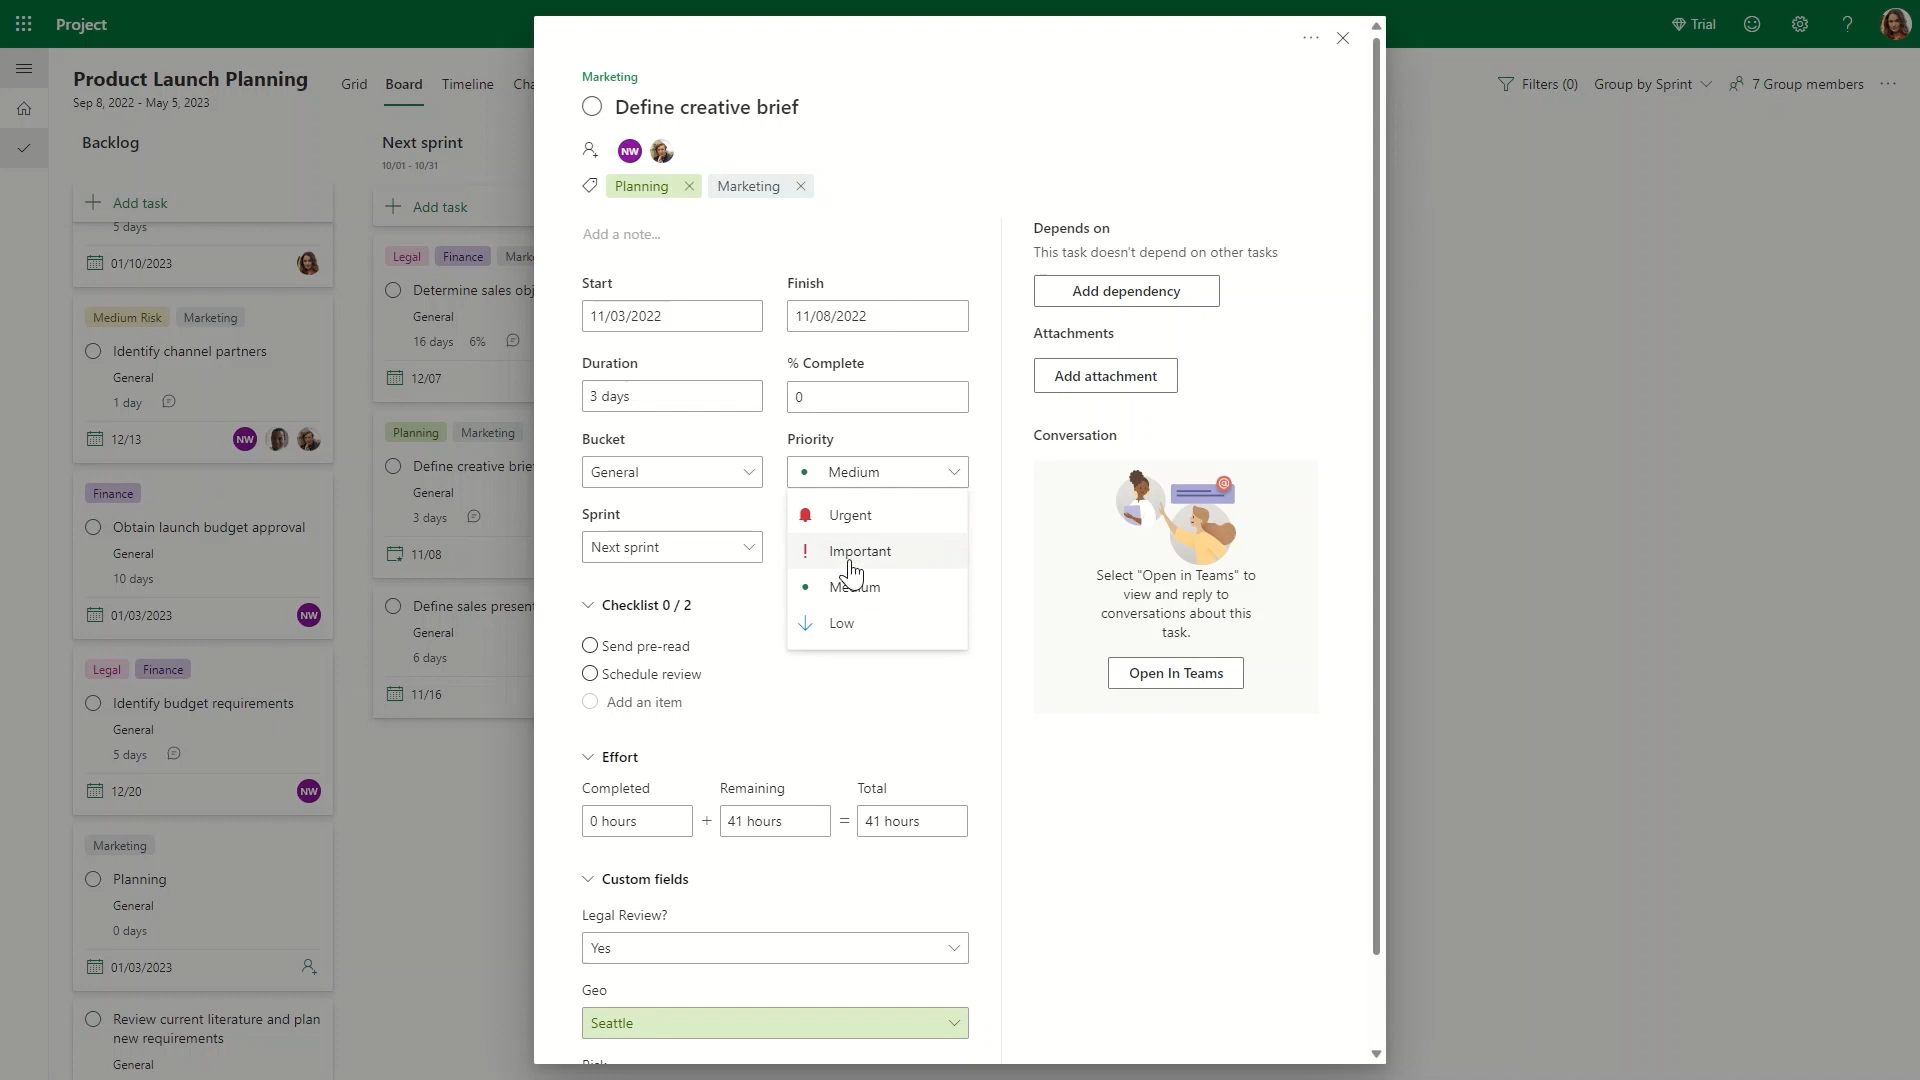 Project
Trial
Product Launch Planning
Sep 8, 2022 - May 5, 2023
Grid
Board
Timeline
Filters (0)
Group by Sprint
7 Group members
Backlog
Add task
5 days
01/10/2023
Medium Risk
Marketing
Identify channel partners
General
1 day
12/13
NW
Finance
Obtain launch budget approval
General
10 days
01/03/2023
NW
Legal
Finance
Identify budget requirements
General
5 days
12/20
NW
Marketing
Planning
General
0 days
01/03/2023
Review current literature and plan
new requirements
General
Next sprint
10/01 - 10/31
Add task
Legal
Finance
Determine sales
General
16 days 6%
12/07
Planning
Marketing
Define creative
General
3 days
11/08
Define sales
General
6 days
11/16
Marketing
Define creative brief
NW
Planning
Marketing
Add a note...
Start
Finish
11/03/2022
11/08/2022
Duration
% Complete
3 days
0
Bucket
Priority
General
Medium
Urgent
Important
Medium
Low
Sprint
Next sprint
Checklist 0 / 2
Send pre-read
Schedule review
Add an item
Effort
Completed
Remaining
Total
0 hours + 41 hours = 41 hours
Custom fields
Legal Review?
Yes
Geo
Seattle
Depends on
This task doesn't depend on other tasks
Add dependency
Attachments
Add attachment
Conversation
@
Select "Open in Teams" to
view and reply to
conversations about this
task.
Open In Teams